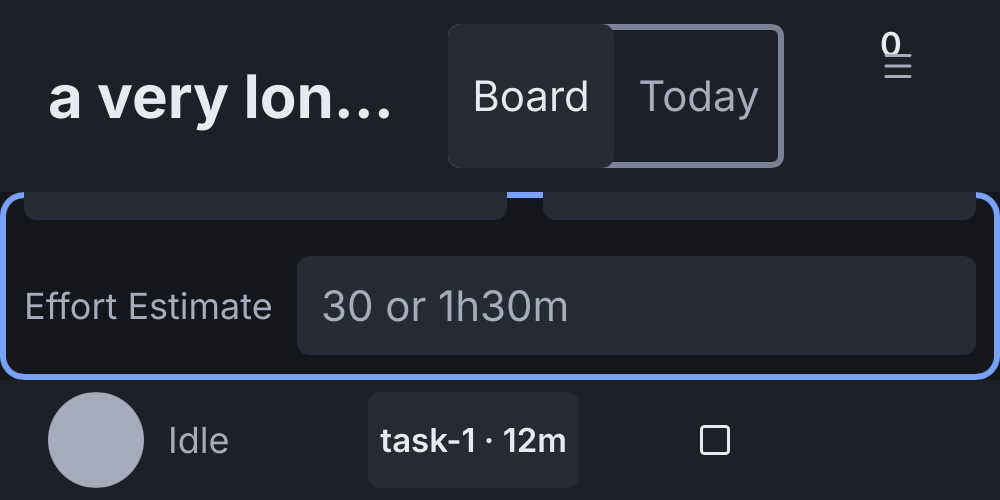 a very lon...
Board
Today
0
Effort Estimate
30 or 1h30m
Idle
task-1 · 12m